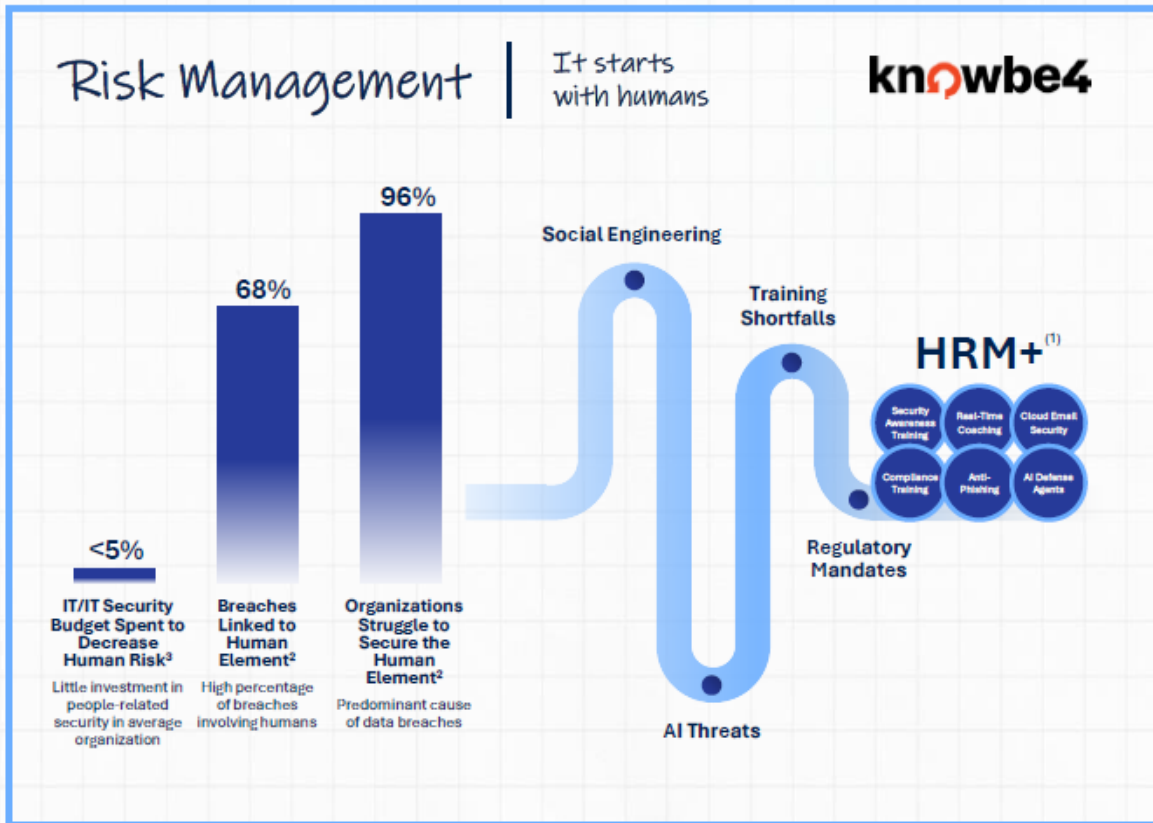 Risk Management
It starts
with humans
knowbe4
<5%
IT/IT Security
Budget Spent to
Decrease
Human Risk³
Little investment in
people-related
security in average
organization
68%
Breaches
Linked to
Human
Element²
High percentage
of breaches
involving humans
96%
Organizations
Struggle to
Secure the
Human
Element²
Predominant cause
of data breaches
Social Engineering
AI Threats
Training
Shortfalls
Regulatory
Mandates
HRM+⁽¹⁾
Security
Awareness
Training
Real-Time
Coaching
Cloud Email
Security
Compliance
Training
Anti-
Phishing
AI Defense
Agents